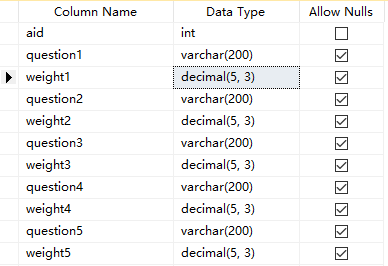 Column Name Data Type Allow Nulls
aid int
question1 varchar(200)
weight1 decimal(5, 3)
question2 varchar(200)
weight2 decimal(5, 3)
question3 varchar(200)
weight3 decimal(5, 3)
question4 varchar(200)
weight4 decimal(5, 3)
question5 varchar(200)
weight5 decimal(5, 3)